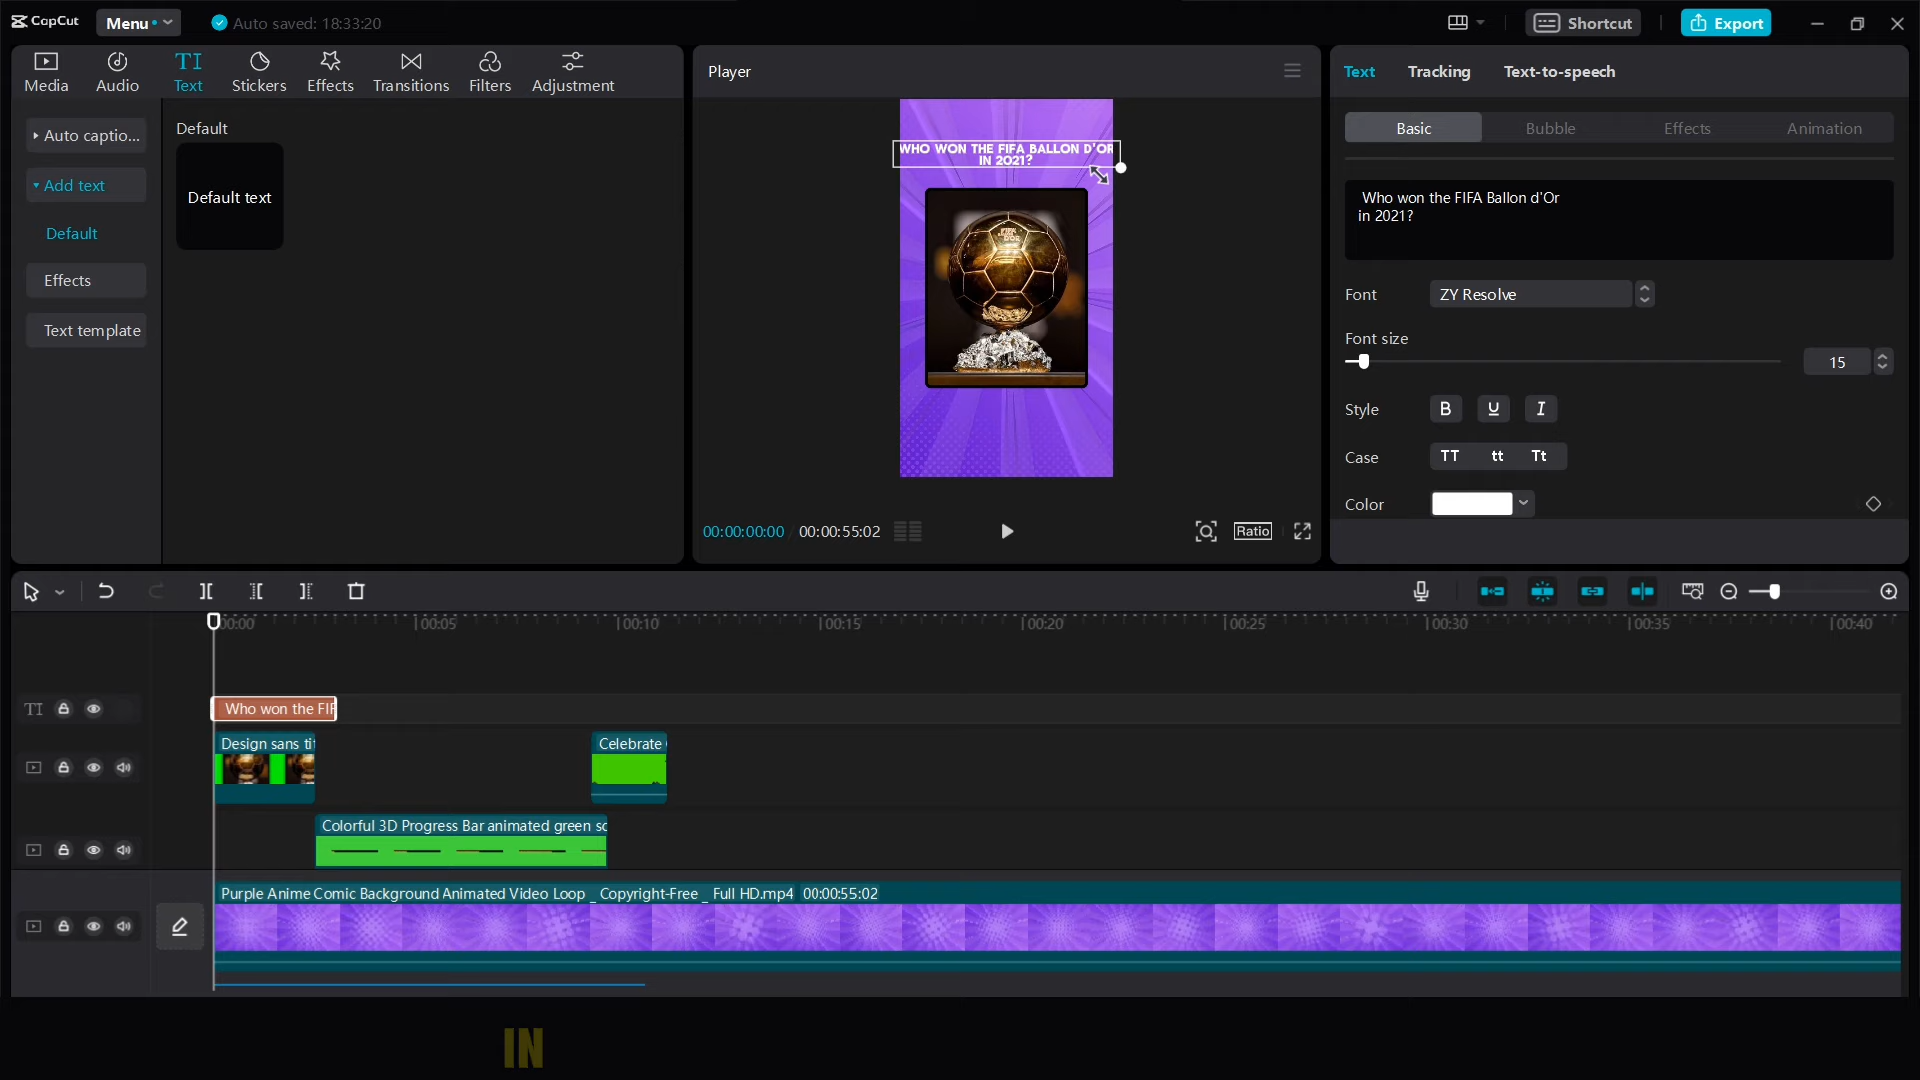 CapCut
Menu
Auto saved: 18:33:20
Shortcut
Export
Media
Audio
TI
Text
Stickers
Effects
Transitions
Filters
Adjustment
Auto captio...
Add text
Default
Effects
Text template
Default
Default text
Player
WHO WON THE FIFA BALLON D'OR
IN 2021?
00:00:00:00
00:00:55:02
Ratio
Text
Tracking
Text-to-speech
Basic
Bubble
Effects
Animation
Who won the FIFA Ballon d'Or
in 2021?
Font
ZY Resolve
Font size
15
Style
B
U
I
Case
TT
tt
Tt
Color
00:00
00:05
00:10
00:15
00:20
00:25
00:30
00:35
00:40
TI
Who won the FIF
Design sans ti
Celebrate
Colorful 3D Progress Bar animated green sc
Purple Anime Comic Background Animated Video Loop _ Copyright-Free _ Full HD.mp4 00:00:55:02
IN